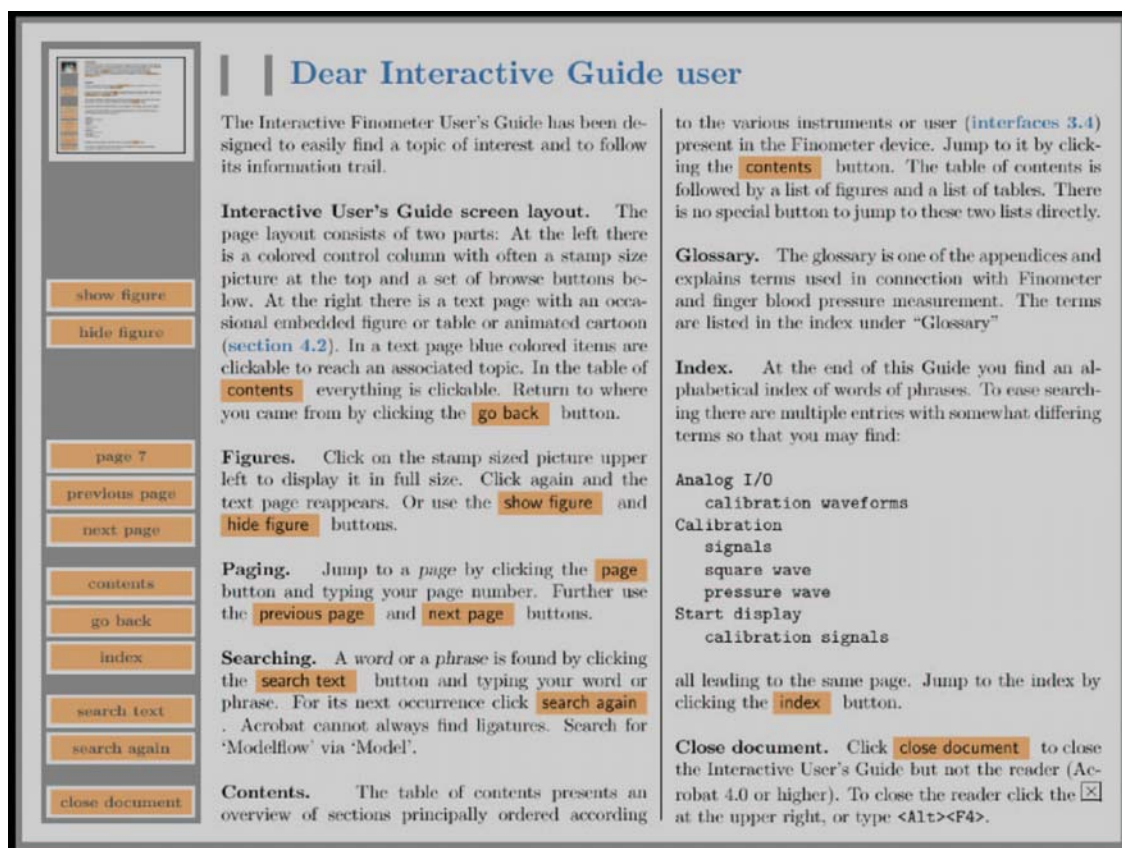 Dear Interactive Guide user
show figure
hide figure
page 7
previous page
next page
contents
go back
index
search text
search again
close document
The Interactive Finometer User's Guide has been de-
signed to easily find a topic of interest and to follow
its information trail.
Interactive User's Guide screen layout. The
page layout consists of two parts: At the left there
is a colored control column with often a stamp size
picture at the top and a set of browse buttons be-
low. At the right there is a text page with an occa-
sional embedded figure or table or animated cartoon
(section 4.2). In a text page blue colored items are
clickable to reach an associated topic. In the table of
contents everything is clickable. Return to where
you came from by clicking the go back button.
Figures. Click on the stamp sized picture upper
left to display it in full size. Click again and the
text page reappears. Or use the show figure and
hide figure buttons.
Paging. Jump to a page by clicking the page
button and typing your page number. Further use
the previous page and next page buttons.
Searching. A word or a phrase is found by clicking
the search text button and typing your word or
phrase. For its next occurrence click search again
. Acrobat cannot always find ligatures. Search for
‘Modelflow’ via ‘Model’.
Contents. The table of contents presents an
overview of sections principally ordered according
to the various instruments or user (interfaces 3.4)
present in the Finometer device. Jump to it by click-
ing the contents button. The table of contents is
followed by a list of figures and a list of tables. There
is no special button to jump to these two lists directly.
Glossary. The glossary is one of the appendices and
explains terms used in connection with Finometer
and finger blood pressure measurement. The terms
are listed in the index under “Glossary”
Index. At the end of this Guide you find an al-
phabetical index of words of phrases. To ease search-
ing there are multiple entries with somewhat differing
terms so that you may find:
Analog I/O
calibration waveforms
Calibration
signals
square wave
pressure wave
Start display
calibration signals
all leading to the same page. Jump to the index by
clicking the index button.
Close document. Click close document to close
the Interactive User's Guide but not the reader (Ac-
robat 4.0 or higher). To close the reader click the ☒
at the upper right, or type <Alt><F4>.